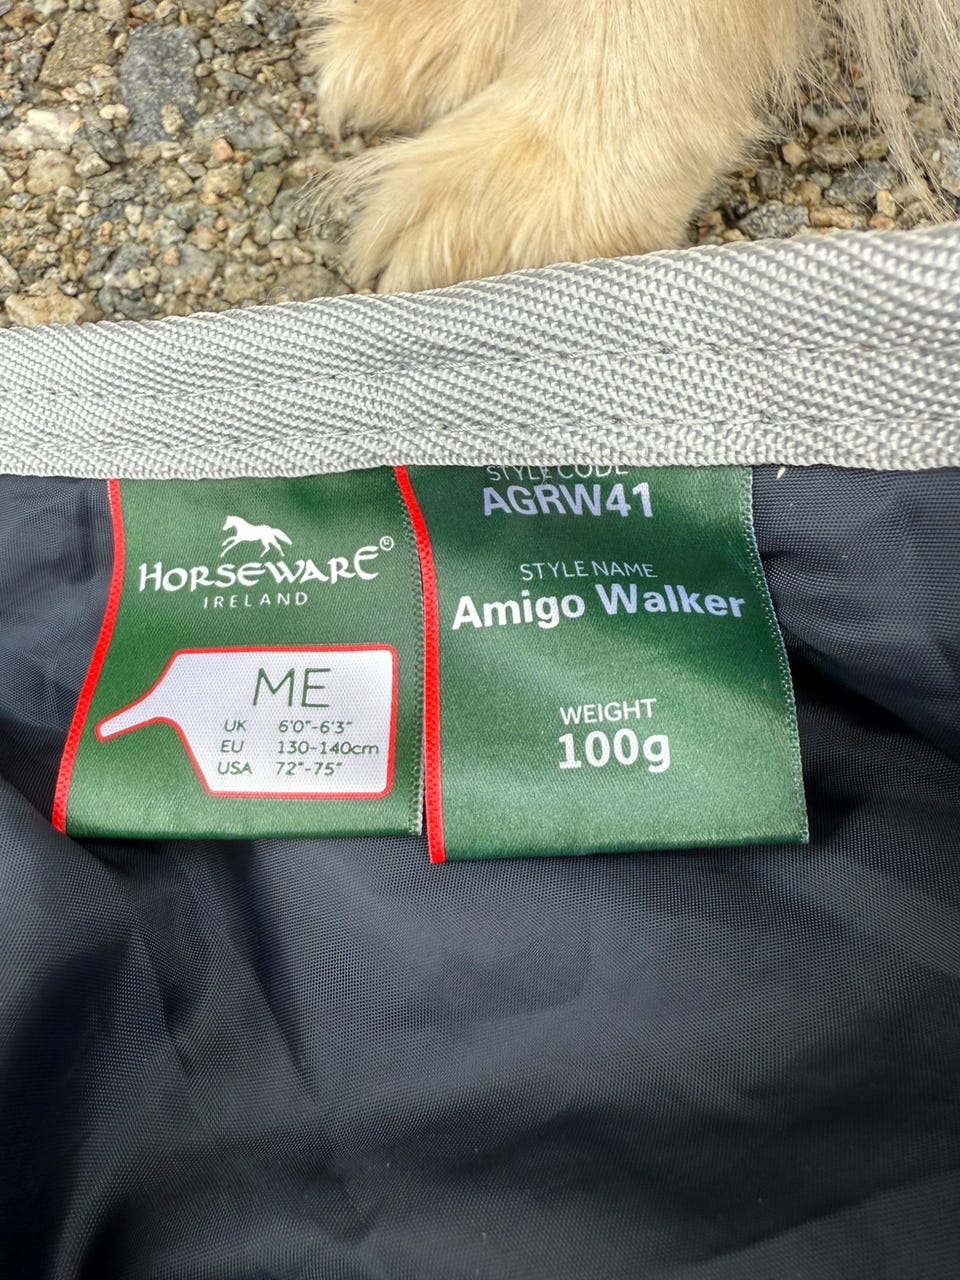 HORSEWARE®
IRELAND
ME
UK 6'0"-6'3"
EU 130-140cm
USA 72"-75"
STYLE CODE
AGRW41
STYLE NAME
Amigo Walker
WEIGHT
100g